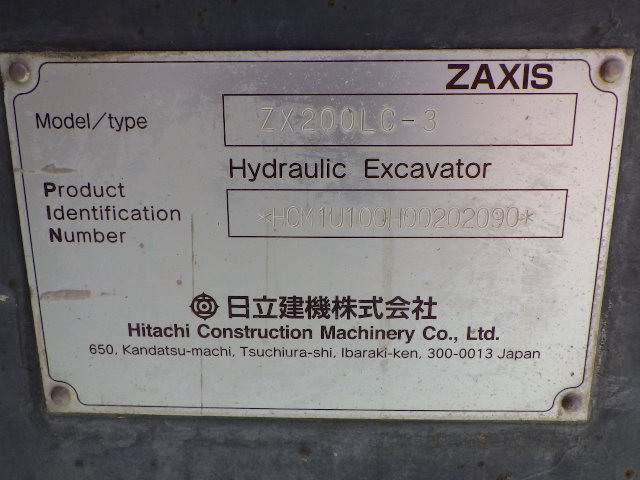 ZAXIS
Model/type ZX200LC-3
Hydraulic Excavator
Product
Identification
Number
*HCM1U100H00202090*
日立建機株式会社
Hitachi Construction Machinery Co., Ltd.
650, Kandatsu-machi, Tsuchiura-shi, Ibaraki-ken, 300-0013 Japan